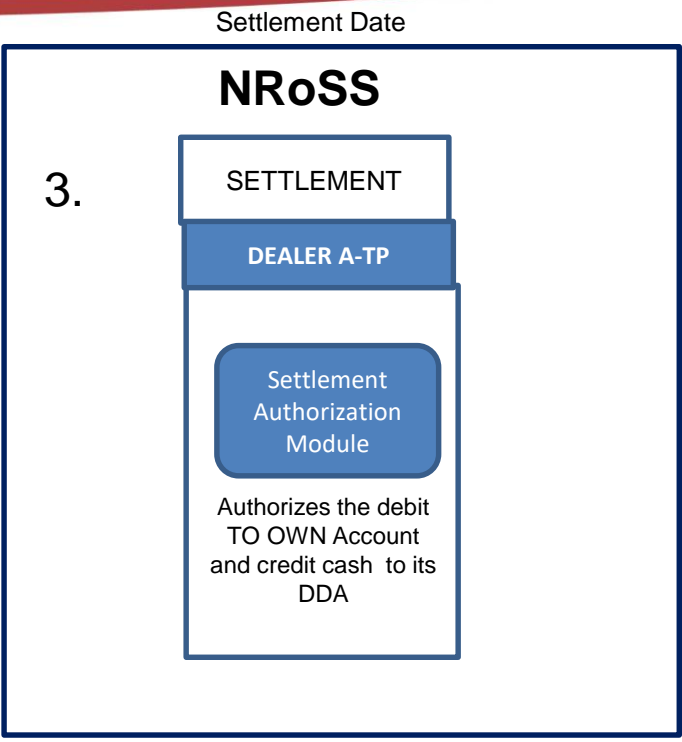 Settlement Date
NRoSS
3.
SETTLEMENT
DEALER A-TP
Settlement
Authorization
Module
Authorizes the debit
TO OWN Account
and credit cash to its
DDA